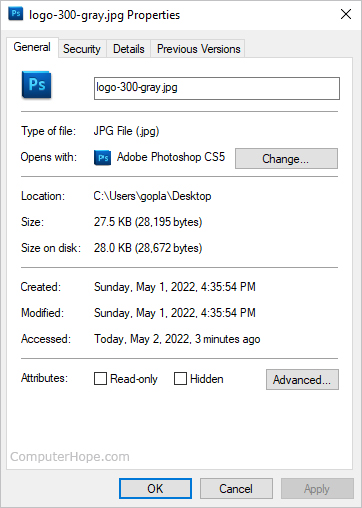 Ps logo-300-gray.jpg Properties
General Security Details Previous Versions
Ps logo-300-gray.jpg
Type of file: JPG File (.jpg)
Opens with: Ps Adobe Photoshop CS5 Change...
Location: C:\Users\gopla\Desktop
Size: 27.5 KB (28,195 bytes)
Size on disk: 28.0 KB (28,672 bytes)
Created: Sunday, May 1, 2022, 4:35:54 PM
Modified: Sunday, May 1, 2022, 4:35:54 PM
Accessed: Today, May 2, 2022, 3 minutes ago
Attributes: Read-only Hidden Advanced...
ComputerHope.com
OK Cancel Apply